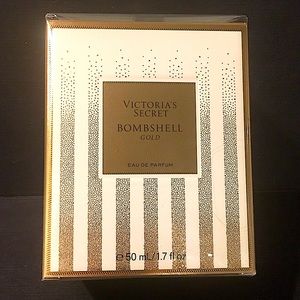 VICTORIA'S
SECRET
BOMBSHELL
GOLD
EAU DE PARFUM
℮ 50 mL/1.7 fl oz